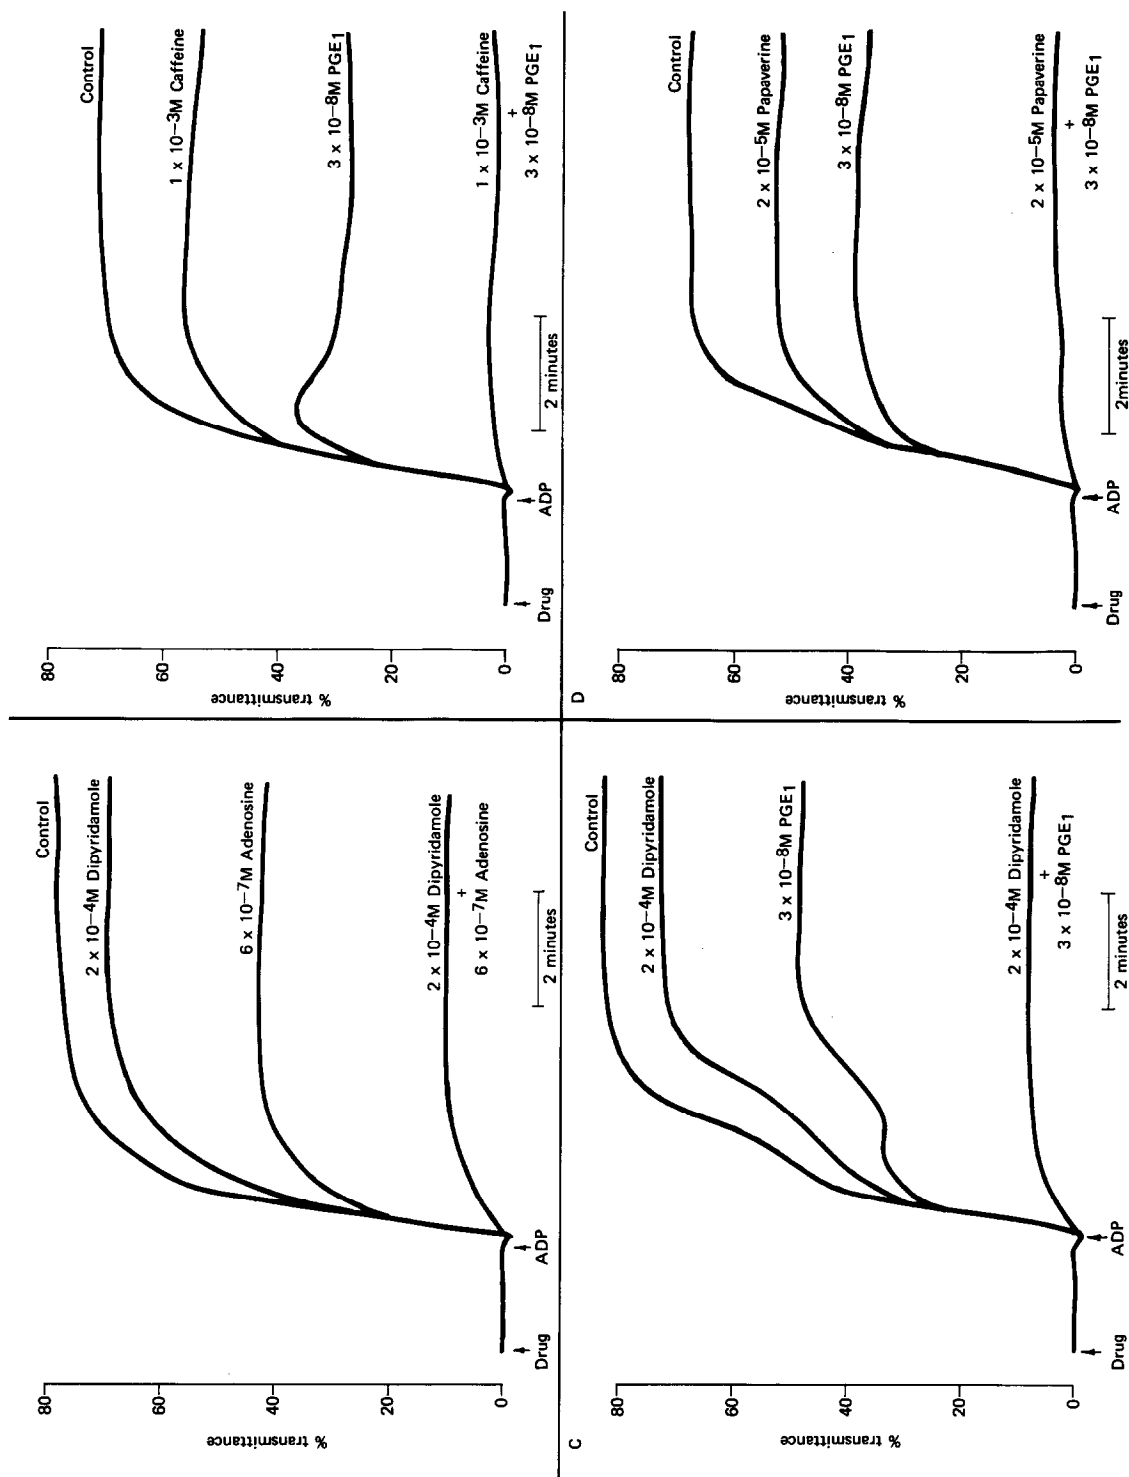 % transmittance
80
60
40
20
0
Control
2 x 10−4M Dipyridamole
6 x 10−7M Adenosine
2 x 10−4M Dipyridamole
+
6 x 10−7M Adenosine
2 minutes
Drug
ADP
% transmittance
80
60
40
20
0
Control
1 x 10−3M Caffeine
3 x 10−8M PGE1
1 x 10−3M Caffeine
+
3 x 10−8M PGE1
2 minutes
Drug
ADP
C
% transmittance
80
60
40
20
0
Control
2 x 10−4M Dipyridamole
3 x 10−8M PGE1
2 x 10−4M Dipyridamole
+
3 x 10−8M PGE1
2 minutes
Drug
ADP
D
% transmittance
80
60
40
20
0
Control
2 x 10−5M Papaverine
3 x 10−8M PGE1
2 x 10−5M Papaverine
+
3 x 10−8M PGE1
2minutes
Drug
ADP